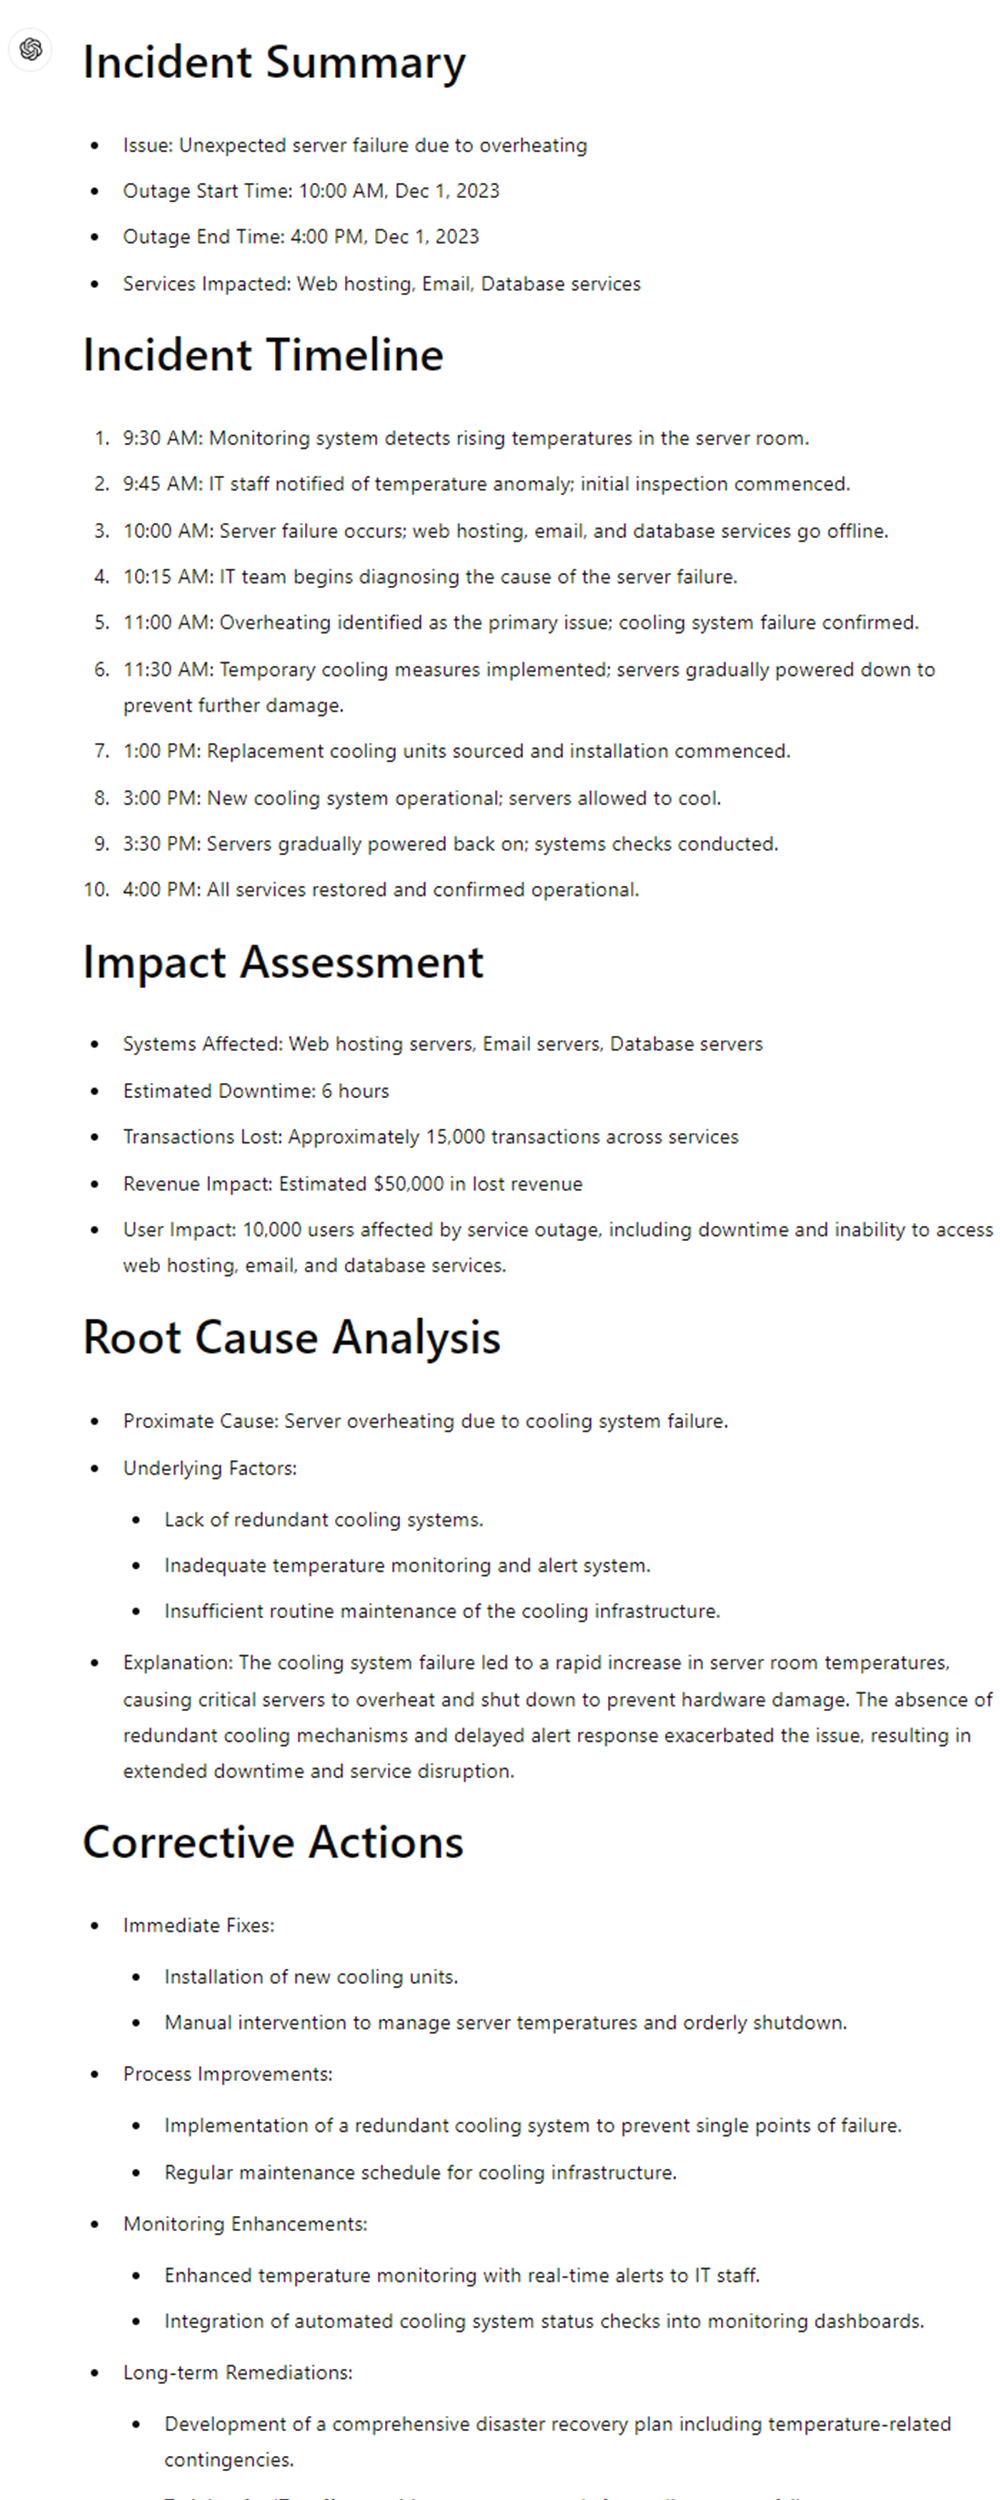 Incident Summary
• Issue: Unexpected server failure due to overheating
• Outage Start Time: 10:00 AM, Dec 1, 2023
• Outage End Time: 4:00 PM, Dec 1, 2023
• Services Impacted: Web hosting, Email, Database services
Incident Timeline
1. 9:30 AM: Monitoring system detects rising temperatures in the server room.
2. 9:45 AM: IT staff notified of temperature anomaly; initial inspection commenced.
3. 10:00 AM: Server failure occurs; web hosting, email, and database services go offline.
4. 10:15 AM: IT team begins diagnosing the cause of the server failure.
5. 11:00 AM: Overheating identified as the primary issue; cooling system failure confirmed.
6. 11:30 AM: Temporary cooling measures implemented; servers gradually powered down to
prevent further damage.
7. 1:00 PM: Replacement cooling units sourced and installation commenced.
8. 3:00 PM: New cooling system operational; servers allowed to cool.
9. 3:30 PM: Servers gradually powered back on; systems checks conducted.
10. 4:00 PM: All services restored and confirmed operational.
Impact Assessment
• Systems Affected: Web hosting servers, Email servers, Database servers
• Estimated Downtime: 6 hours
• Transactions Lost: Approximately 15,000 transactions across services
• Revenue Impact: Estimated $50,000 in lost revenue
• User Impact: 10,000 users affected by service outage, including downtime and inability to access
web hosting, email, and database services.
Root Cause Analysis
• Proximate Cause: Server overheating due to cooling system failure.
• Underlying Factors:
• Lack of redundant cooling systems.
• Inadequate temperature monitoring and alert system.
• Insufficient routine maintenance of the cooling infrastructure.
• Explanation: The cooling system failure led to a rapid increase in server room temperatures,
causing critical servers to overheat and shut down to prevent hardware damage. The absence of
redundant cooling mechanisms and delayed alert response exacerbated the issue, resulting in
extended downtime and service disruption.
Corrective Actions
• Immediate Fixes:
• Installation of new cooling units.
• Manual intervention to manage server temperatures and orderly shutdown.
• Process Improvements:
• Implementation of a redundant cooling system to prevent single points of failure.
• Regular maintenance schedule for cooling infrastructure.
• Monitoring Enhancements:
• Enhanced temperature monitoring with real-time alerts to IT staff.
• Integration of automated cooling system status checks into monitoring dashboards.
• Long-term Remediations:
• Development of a comprehensive disaster recovery plan including temperature-related
contingencies.